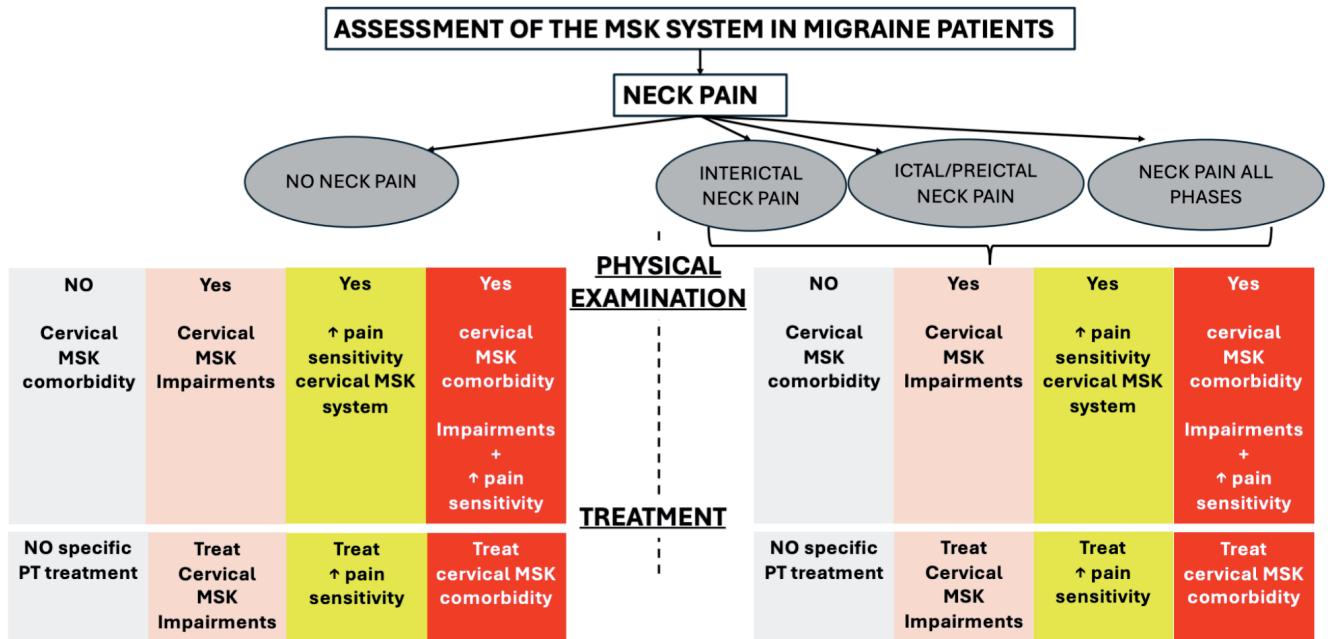 ASSESSMENT OF THE MSK SYSTEM IN MIGRAINE PATIENTS
NECK PAIN
NO NECK PAIN
INTERICTAL
NECK PAIN
ICTAL/PREICTAL
NECK PAIN
NECK PAIN ALL
PHASES
PHYSICAL
EXAMINATION
NO
Cervical
MSK
comorbidity
Yes
Cervical
MSK
Impairments
Yes
↑ pain
sensitivity
cervical MSK
system
Yes
cervical
MSK
comorbidity
Impairments
+
↑ pain
sensitivity
NO
Cervical
MSK
comorbidity
Yes
Cervical
MSK
Impairments
Yes
↑ pain
sensitivity
cervical MSK
system
Yes
cervical
MSK
comorbidity
Impairments
+
↑ pain
sensitivity
TREATMENT
NO specific
PT treatment
Treat
Cervical
MSK
Impairments
Treat
↑ pain
sensitivity
Treat
cervical MSK
comorbidity
NO specific
PT treatment
Treat
Cervical
MSK
Impairments
Treat
↑ pain
sensitivity
Treat
cervical MSK
comorbidity